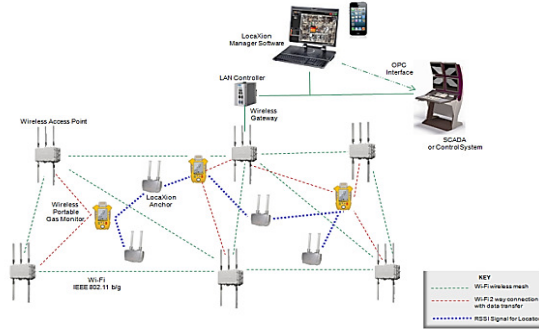 LocaXion
Manager Software
OPC
Interface
LAN Controller
Wireless
Gateway
SCADA
or Control System
Wireless Access Point
LocaXion
Anchor
Wireless
Portable
Gas Monitor
Wi-Fi
IEEE 802.11 b/g
KEY
Wi-Fi wireless mesh
Wi-Fi 2 way connection
with data transfer
RSSI Signal for Locatio